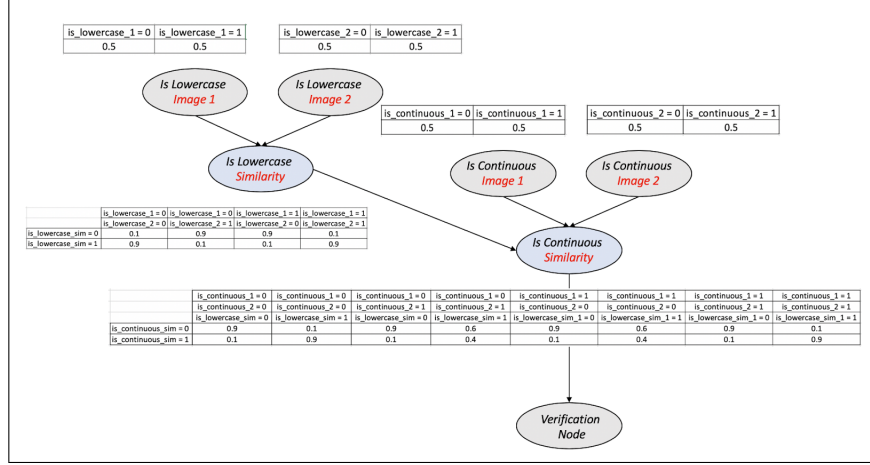 is_lowercase_1 = 0 is_lowercase_1 = 1
0.5 0.5
is_lowercase_2 = 0 is_lowercase_2 = 1
0.5 0.5
Is Lowercase
Image 1
Is Lowercase
Image 2
is_continuous_1 = 0 is_continuous_1 = 1
0.5 0.5
is_continuous_2 = 0 is_continuous_2 = 1
0.5 0.5
Is Lowercase
Similarity
Is Continuous
Image 1
Is Continuous
Image 2
is_lowercase_1 = 0 is_lowercase_1 = 0 is_lowercase_1 = 1 is_lowercase_1 = 1
is_lowercase_2 = 0 is_lowercase_2 = 1 is_lowercase_2 = 0 is_lowercase_2 = 1
is_lowercase_sim = 0 0.1 0.9 0.9 0.1
is_lowercase_sim = 1 0.9 0.1 0.1 0.9
Is Continuous
Similarity
is_continuous_1 = 0 is_continuous_1 = 0 is_continuous_1 = 0 is_continuous_1 = 0 is_continuous_1 = 1 is_continuous_1 = 1 is_continuous_1 = 1 is_continuous_1 = 1
is_continuous_2 = 0 is_continuous_2 = 0 is_continuous_2 = 1 is_continuous_2 = 1 is_continuous_2 = 0 is_continuous_2 = 0 is_continuous_2 = 1 is_continuous_2 = 1
is_lowercase_sim = 0 is_lowercase_sim = 1 is_lowercase_sim = 0 is_lowercase_sim = 1 is_lowercase_sim_1 = 0 is_lowercase_sim_1 = 1 is_lowercase_sim_1 = 0 is_lowercase_sim_1 = 1
is_continuous_sim = 0 0.9 0.1 0.9 0.6 0.9 0.6 0.9 0.1
is_continuous_sim = 1 0.1 0.9 0.1 0.4 0.1 0.4 0.1 0.9
Verification
Node